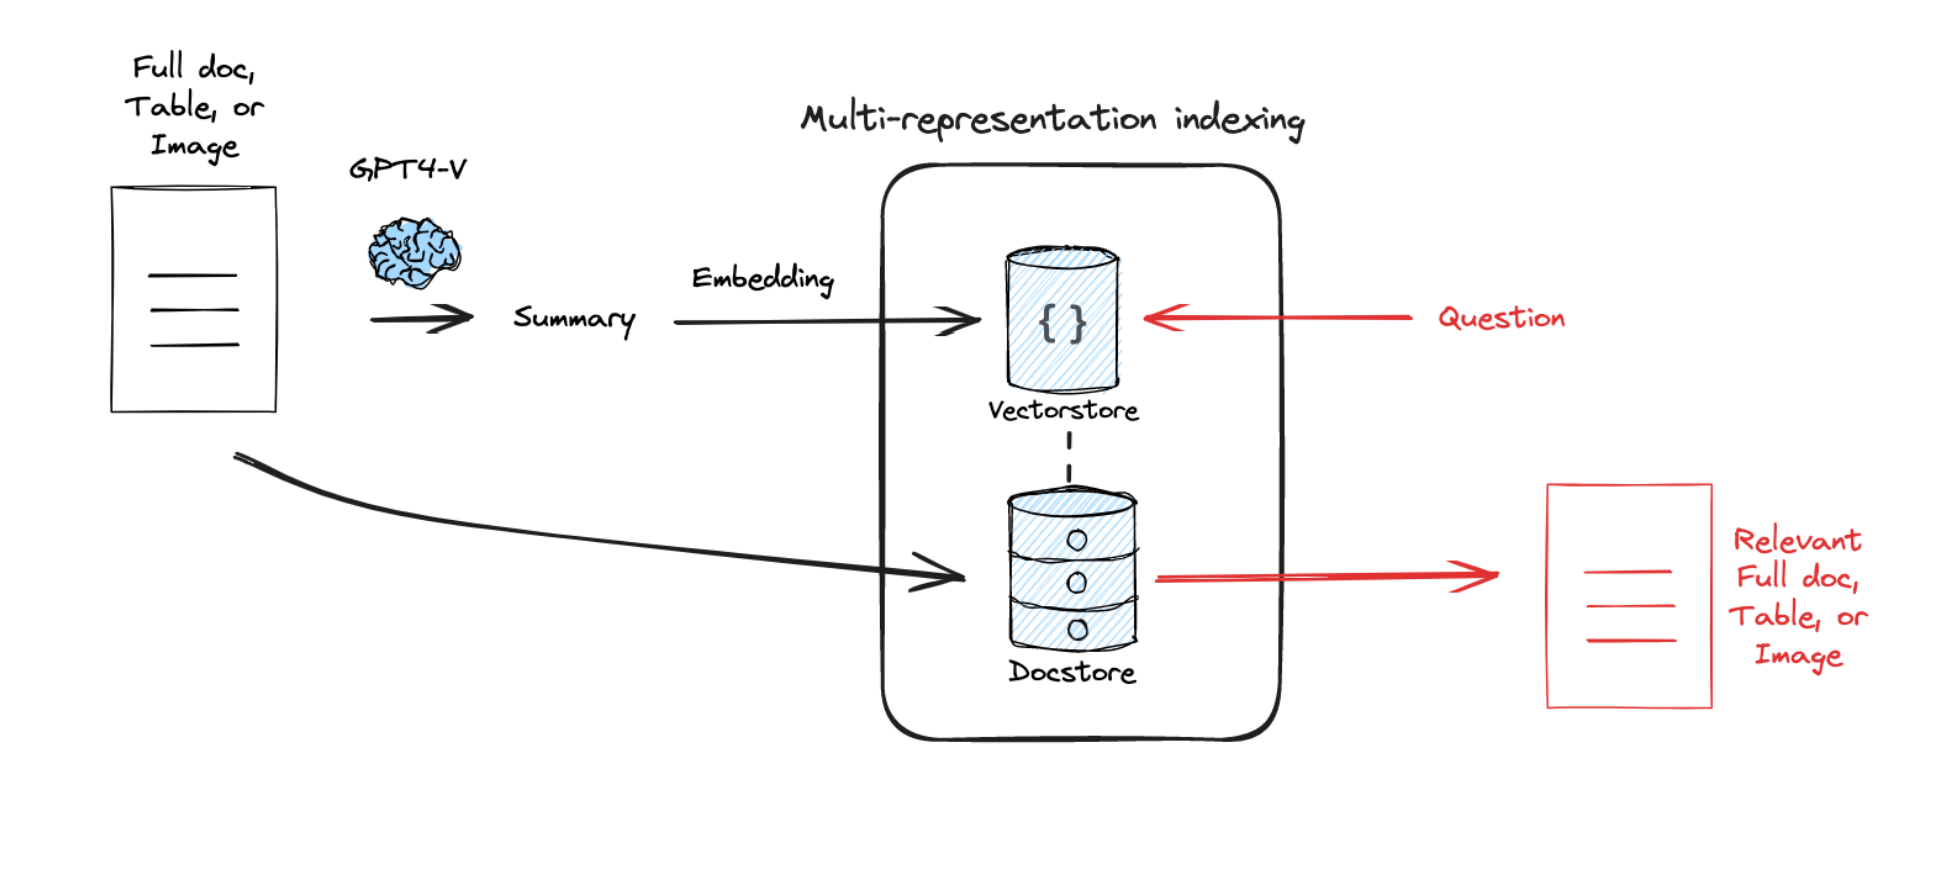 Full doc,
Table, or
Image
GPT4-V
Summary
Embedding
Multi-representation indexing
{}
Vectorstore
Docstore
Question
Relevant
Full doc,
Table, or
Image